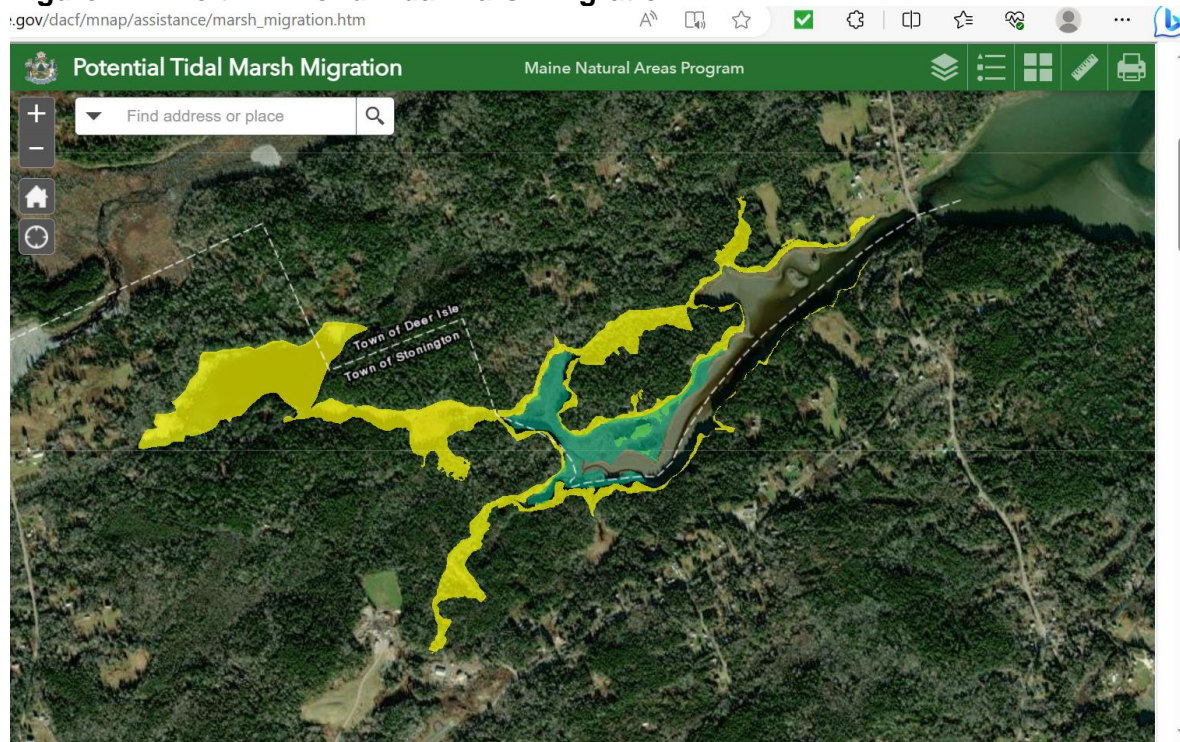 e.gov/dacf/mnap/assistance/marsh_migration.htm
Potential Tidal Marsh Migration
Maine Natural Areas Program
Find address or place
Town of Deer Isle
Town of Stonington